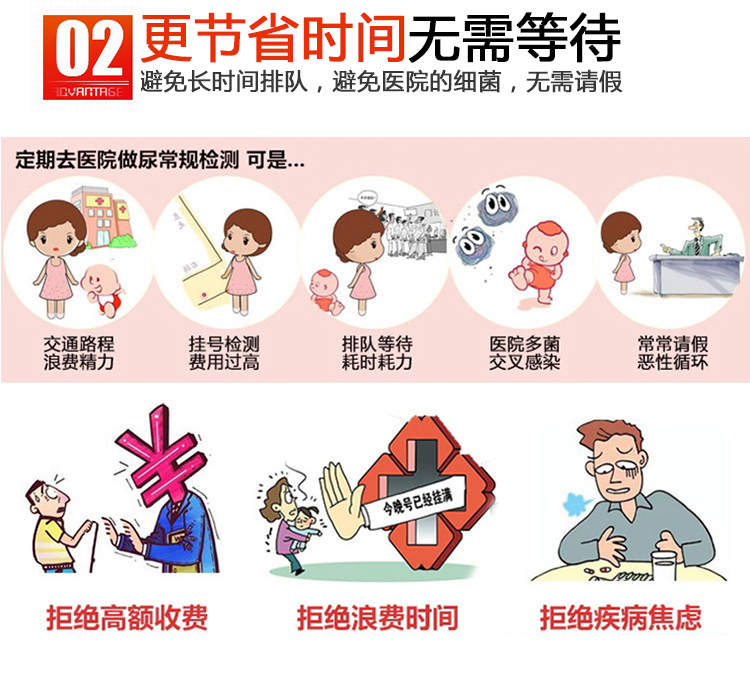 02
ADVANTAGE
更节省时间无需等待
避免长时间排队，避免医院的细菌，无需请假
定期去医院做尿常规检测 可是...
交通路程
浪费精力
挂号检测
费用过高
排队等待
耗时耗力
医院多菌
交叉感染
常常请假
恶性循环
今晚号已经挂满
拒绝高额收费
拒绝浪费时间
拒绝疾病焦虑